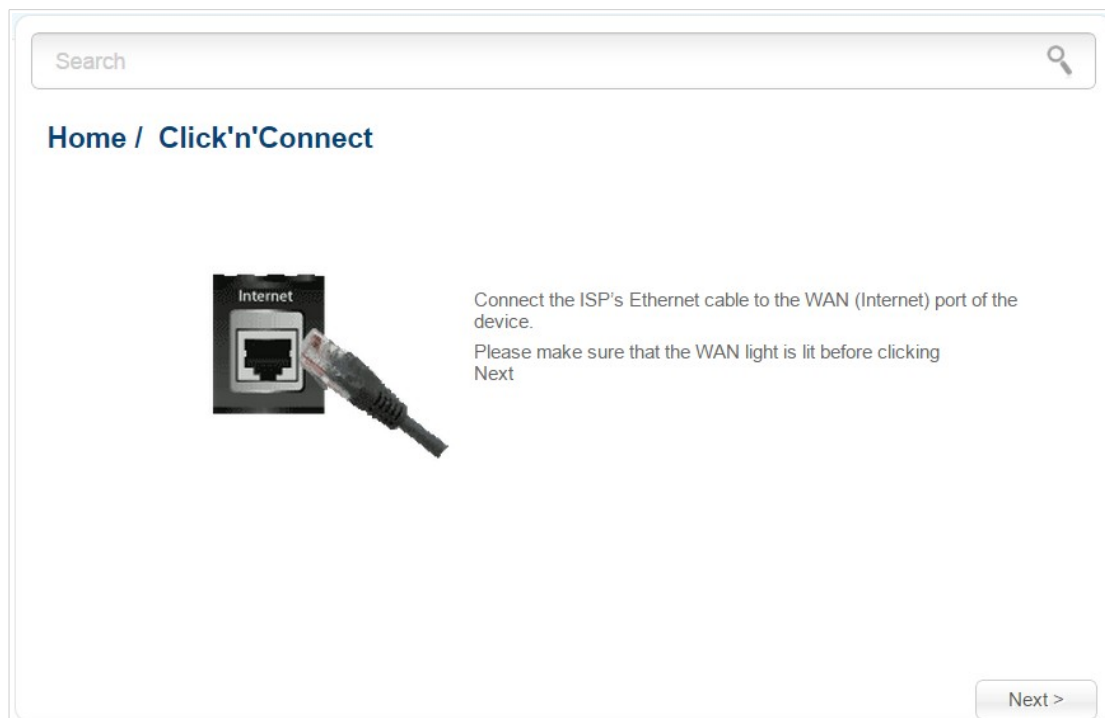 Search
Home / Click'n'Connect
Internet
Connect the ISP's Ethernet cable to the WAN (Internet) port of the
device.
Please make sure that the WAN light is lit before clicking
Next
Next >